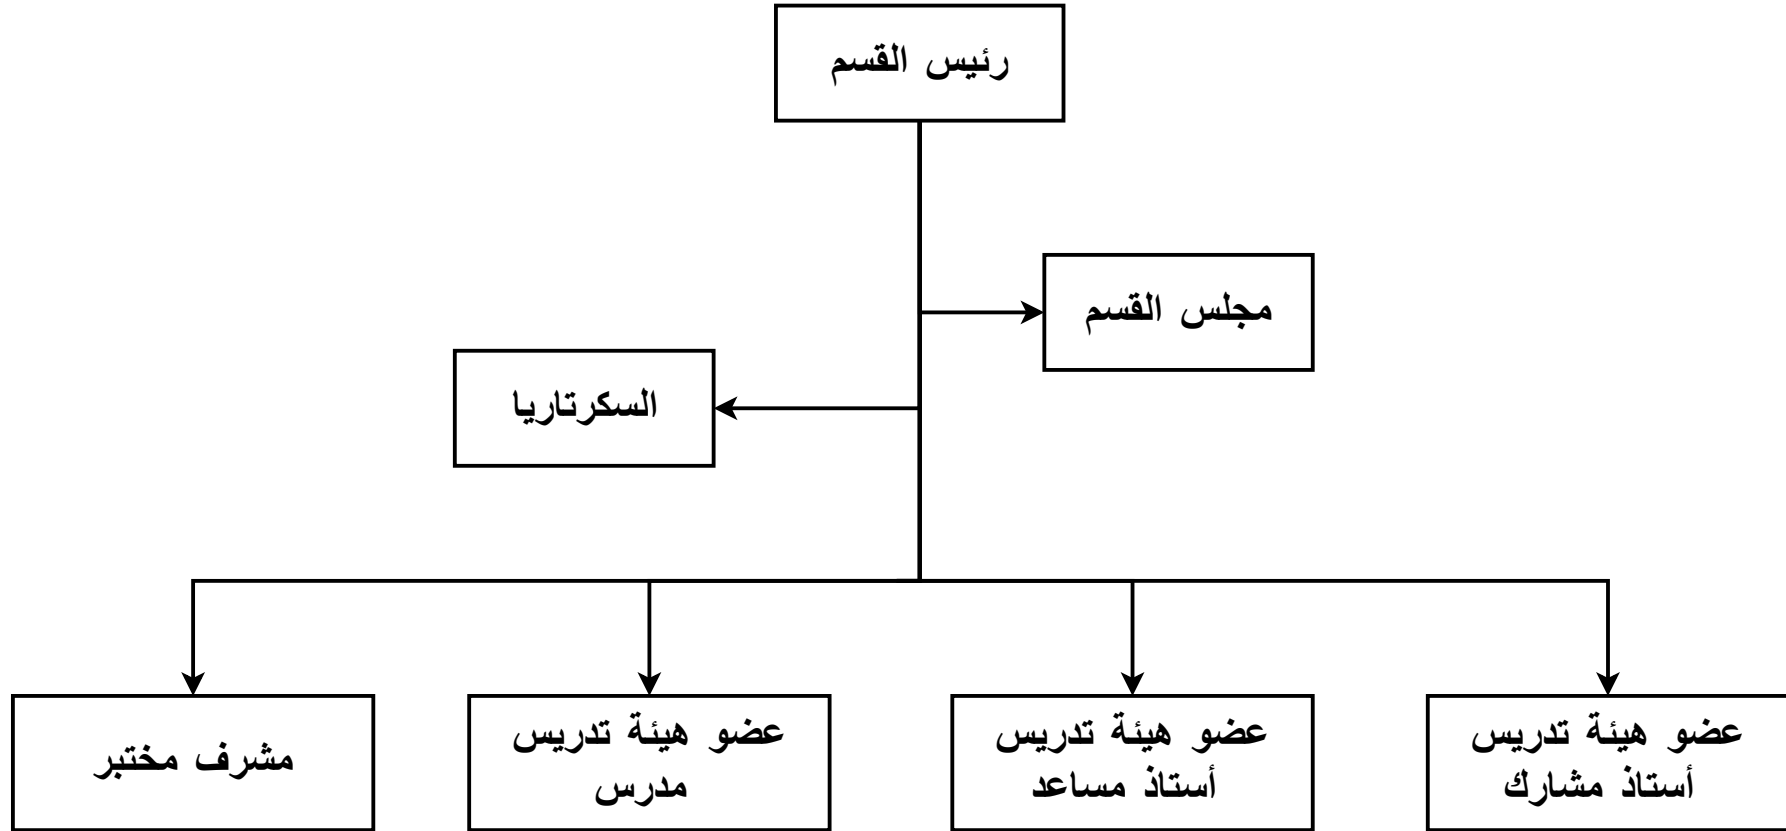 رئيس القسم
مجلس القسم
السكرتاريا
عضو هيئة تدريس
أستاذ مشارك
عضو هيئة تدريس
أستاذ مساعد
عضو هيئة تدريس
مدرس
مشرف مختبر